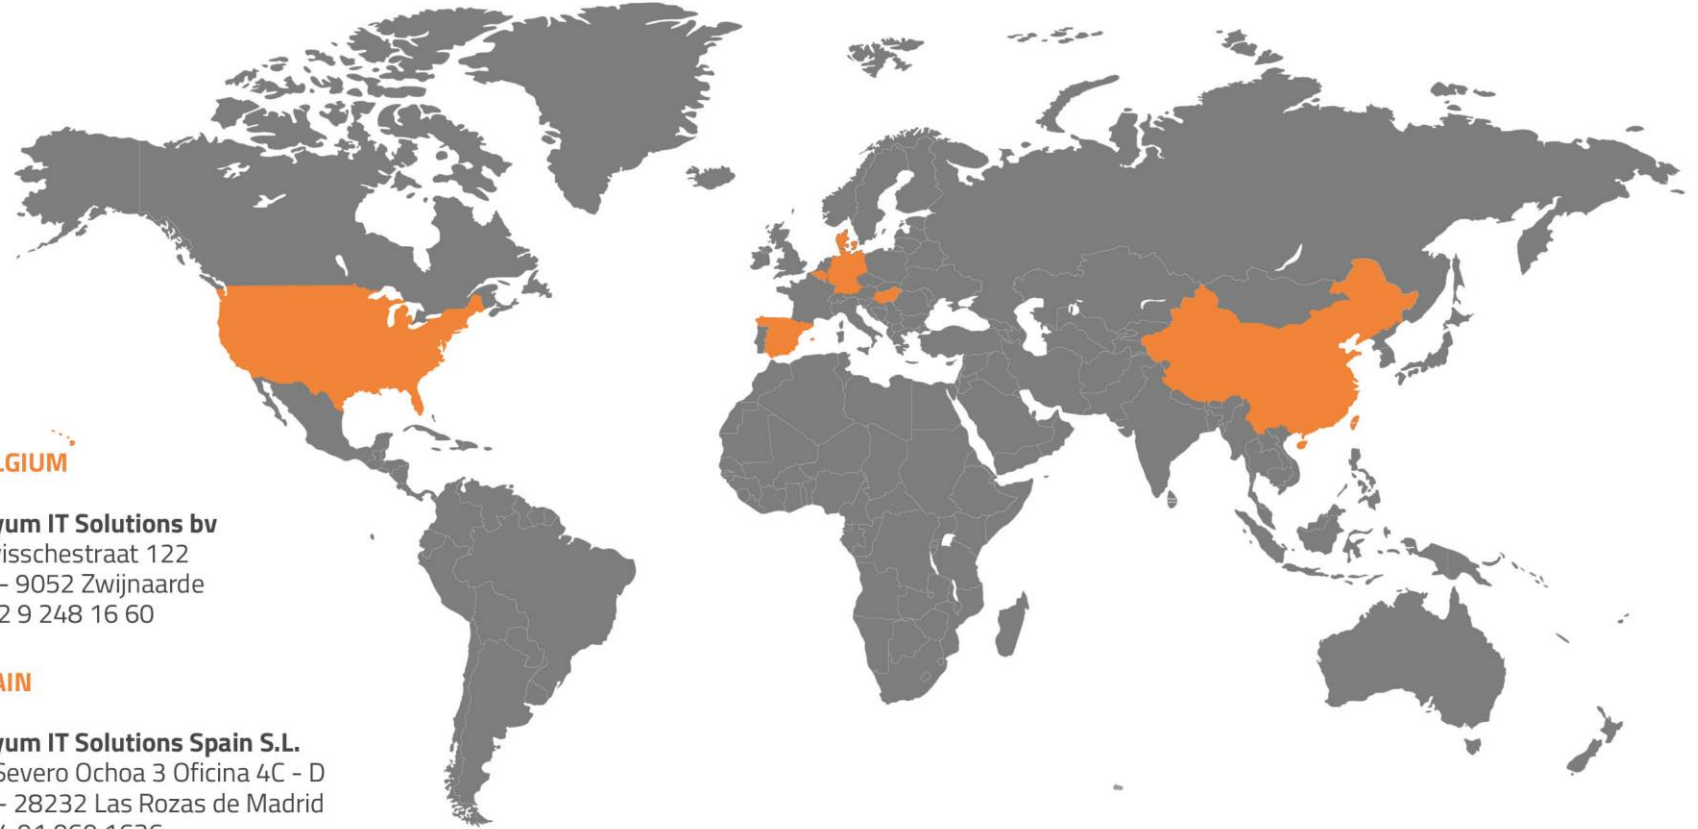 LGIUM
yum IT Solutions bv
isschestraat 122
- 9052 Zwijnaarde
2 9 248 16 60
AIN
yum IT Solutions Spain S.L.
Severo Ochoa 3 Oficina 4C - D
- 28232 Las Rozas de Madrid